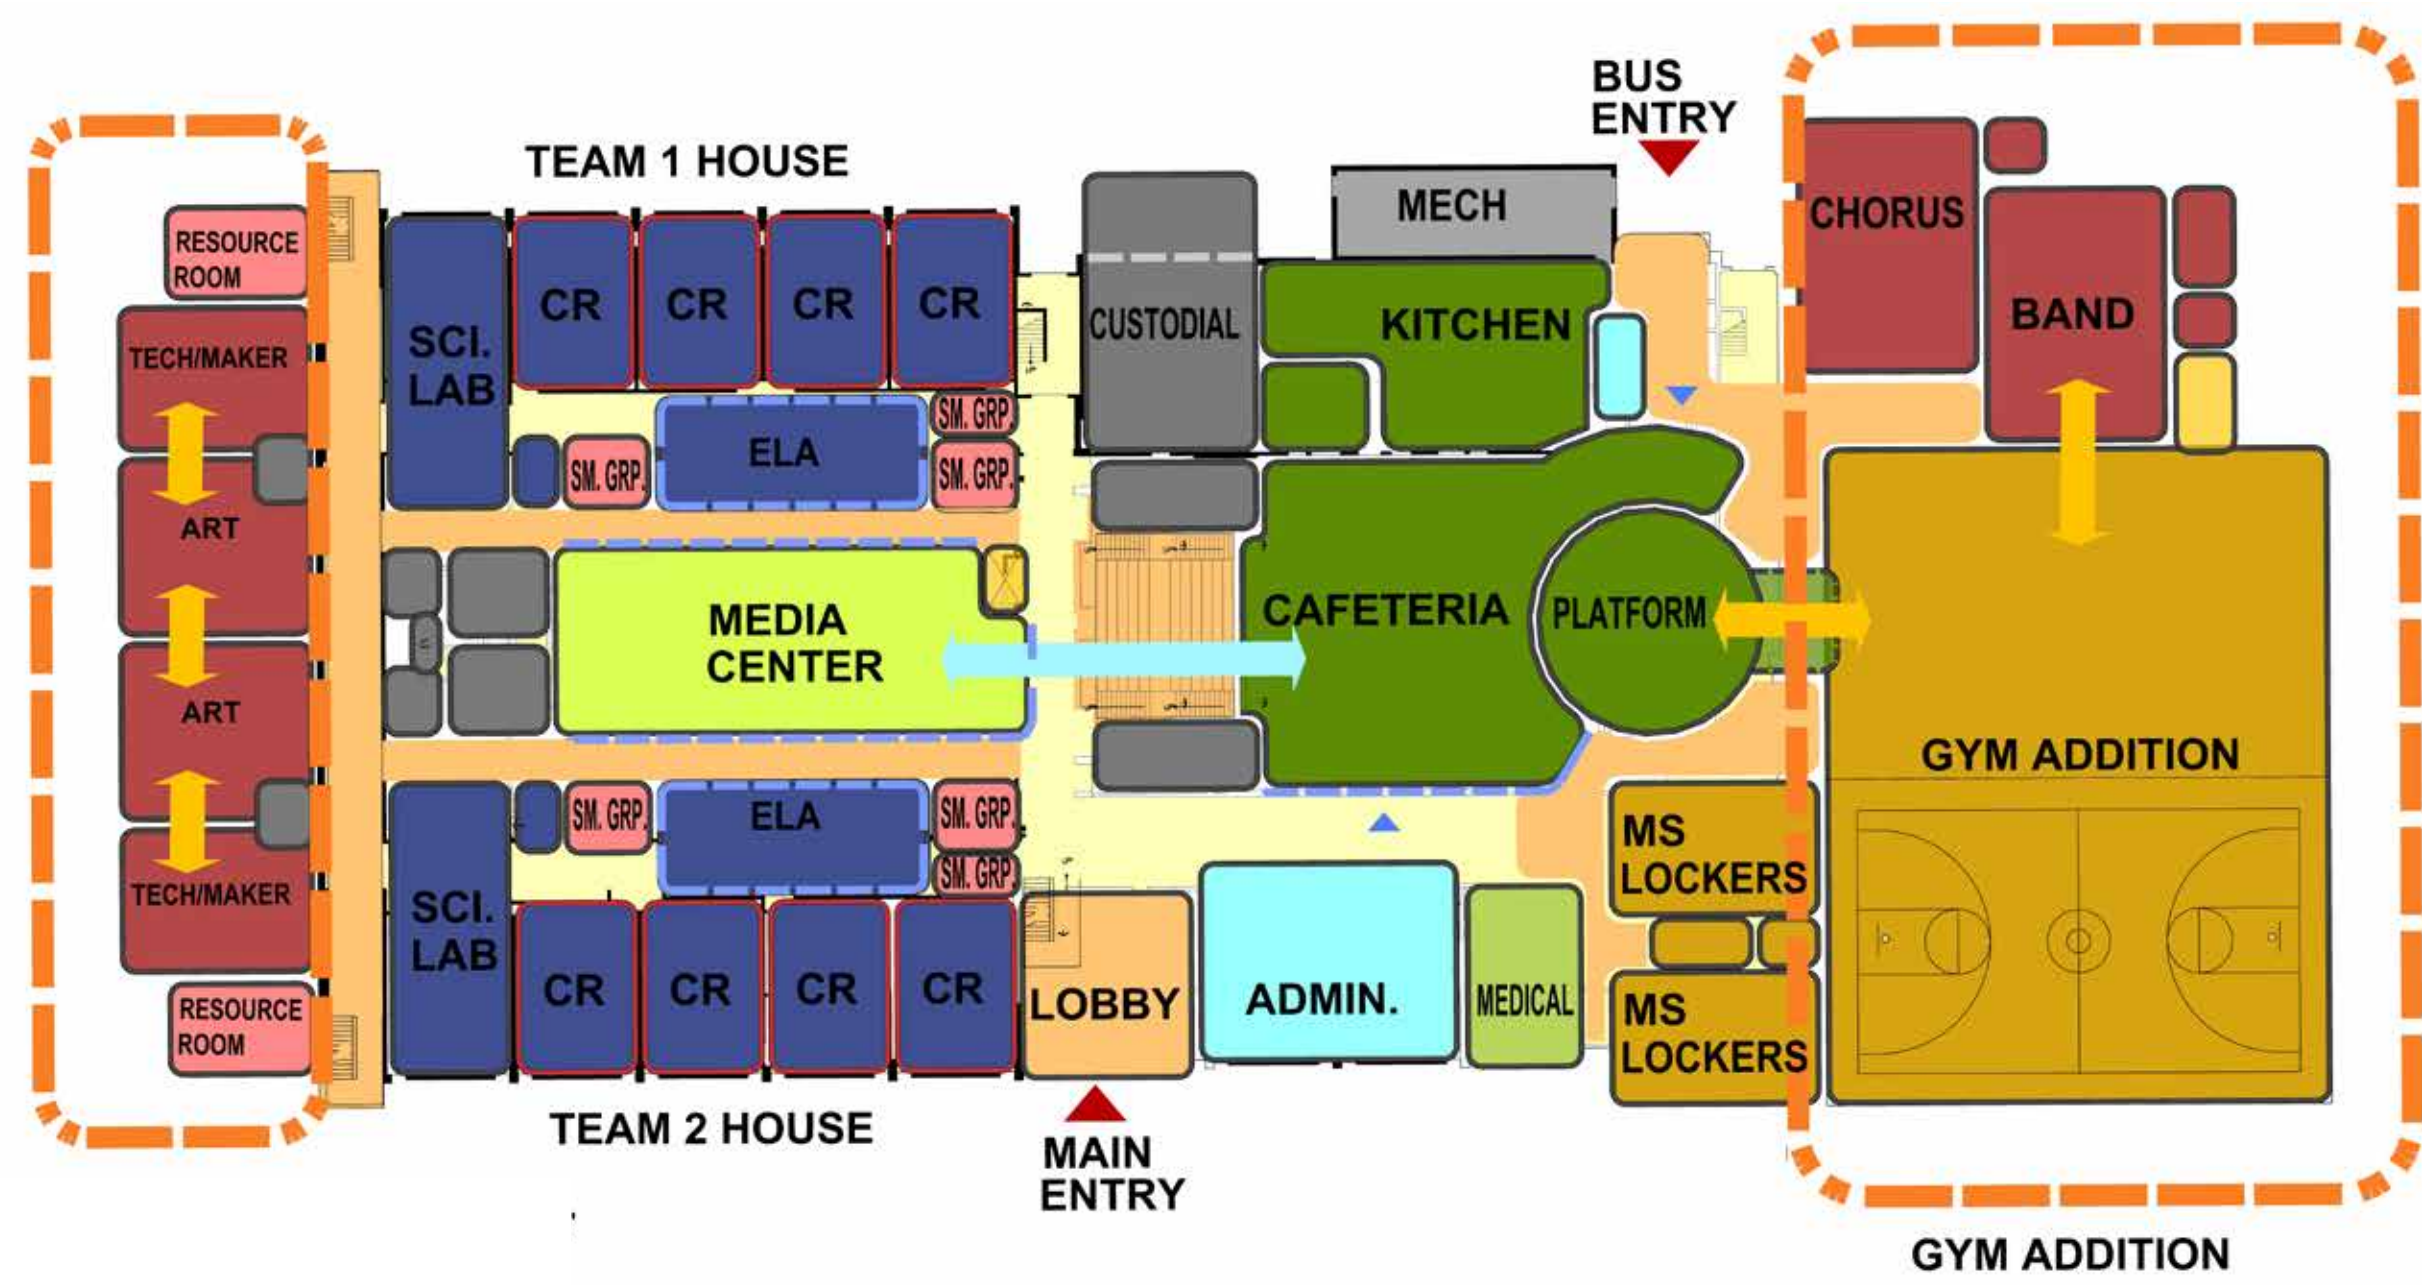 BUS
ENTRY
TEAM 1 HOUSE
MECH
CHORUS
RESOURCE
ROOM
CR
CR
CR
CR
CUSTODIAL
KITCHEN
BAND
TECH/MAKER
SCI.
LAB
SM. GRP.
ELA
SM. GRP.
SM. GRP.
ART
MEDIA
CENTER
CAFETERIA
PLATFORM
ART
GYM ADDITION
SM. GRP.
ELA
SM. GRP.
SM. GRP.
MS
LOCKERS
TECH/MAKER
SCI.
LAB
CR
CR
CR
CR
LOBBY
ADMIN.
MEDICAL
MS
LOCKERS
RESOURCE
ROOM
TEAM 2 HOUSE
MAIN
ENTRY
GYM ADDITION